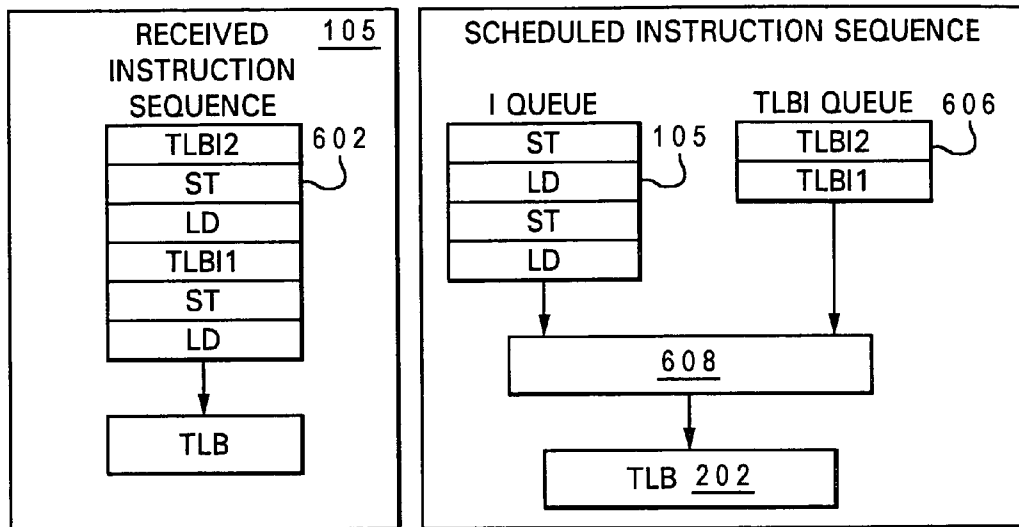 RECEIVED 105
INSTRUCTION
SEQUENCE
TLBI2
602
ST
LD
TLBI1
ST
LD
TLB
SCHEDULED INSTRUCTION SEQUENCE
I QUEUE
ST
LD
ST
LD
105
TLBI QUEUE
606
TLBI2
TLBI1
608
TLB 202